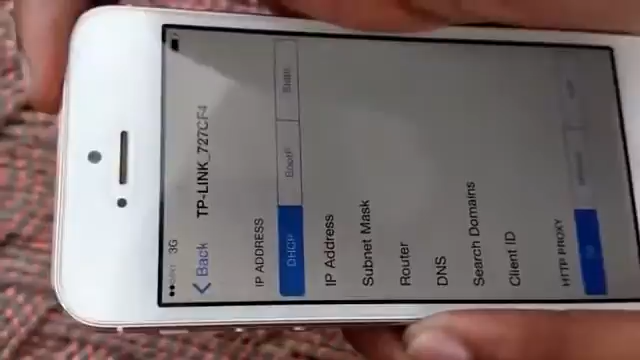 3G
Back TP-LINK_727CF4
IP ADDRESS
DHCP BootP Static
IP Address
Subnet Mask
Router
DNS
Search Domains
Client ID
HTTP PROXY